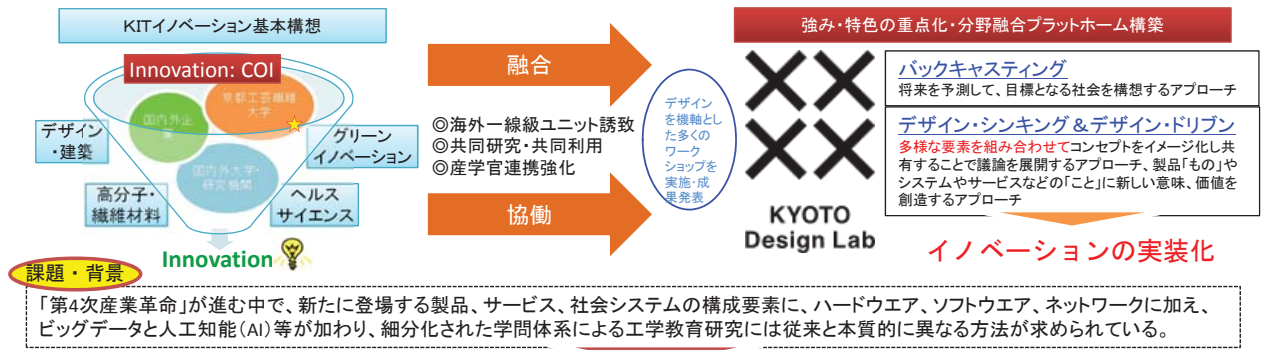 KITイノベーション基本構想
Innovation: COI
京都工芸繊維
大学
国内外企
業
国内外大学・
研究機関
デザイン
・建築
グリーン
イノベーション
高分子・
繊維材料
ヘルス
サイエンス
Innovation
融合
◎海外一線級ユニット誘致
◎共同研究・共同利用
◎産学官連携強化
協働
デザイン
を機軸とし
た多くの
ワーク
ショップを
実施・成
果発表
強み・特色の重点化・分野融合プラットホーム構築
KYOTO
Design Lab
バックキャスティング
将来を予測して、目標となる社会を構想するアプローチ
デザイン・シンキング＆デザイン・ドリブン
多様な要素を組み合わせてコンセプトをイメージ化し共
有することで議論を展開するアプローチ、製品「もの」や
システムやサービスなどの「こと」に新しい意味、価値を
創造するアプローチ
イノベーションの実装化
課題・背景
「第4次産業革命」が進む中で、新たに登場する製品、サービス、社会システムの構成要素に、ハードウエア、ソフトウエア、ネットワークに加え、
ビッグデータと人工知能（AI）等が加わり、細分化された学問体系による工学教育研究には従来と本質的に異なる方法が求められている。